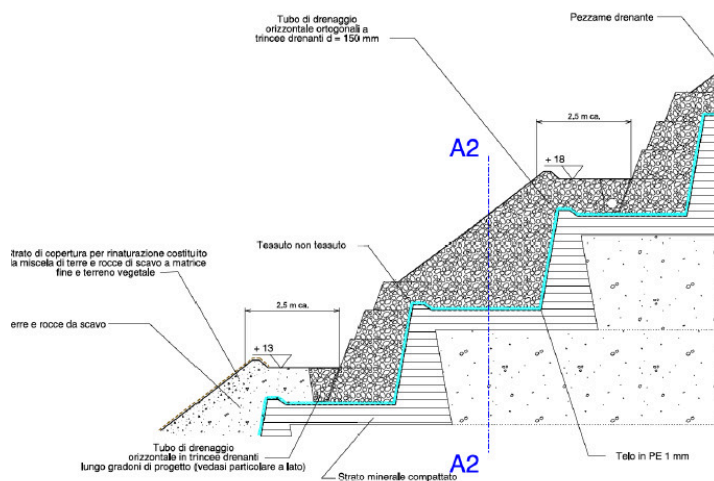 Tubo di drenaggio
orizzontale ortogonali a
trincee drenanti d = 150 mm
Pezzame drenante
2,5 m ca.
A2
+ 18
Tessuto non tessuto
Strato di copertura per rinaturazione costituito
da miscela di terre e rocce di scavo a matrice
fine e terreno vegetale
2,5 m ca.
erre e rocce da scavo
+ 13
Tubo di drenaggio
orizzontale in trincee drenanti
lungo gradoni di progetto (vedasi particolare a lato)
Strato minerale compattato
A2
Telo in PE 1 mm